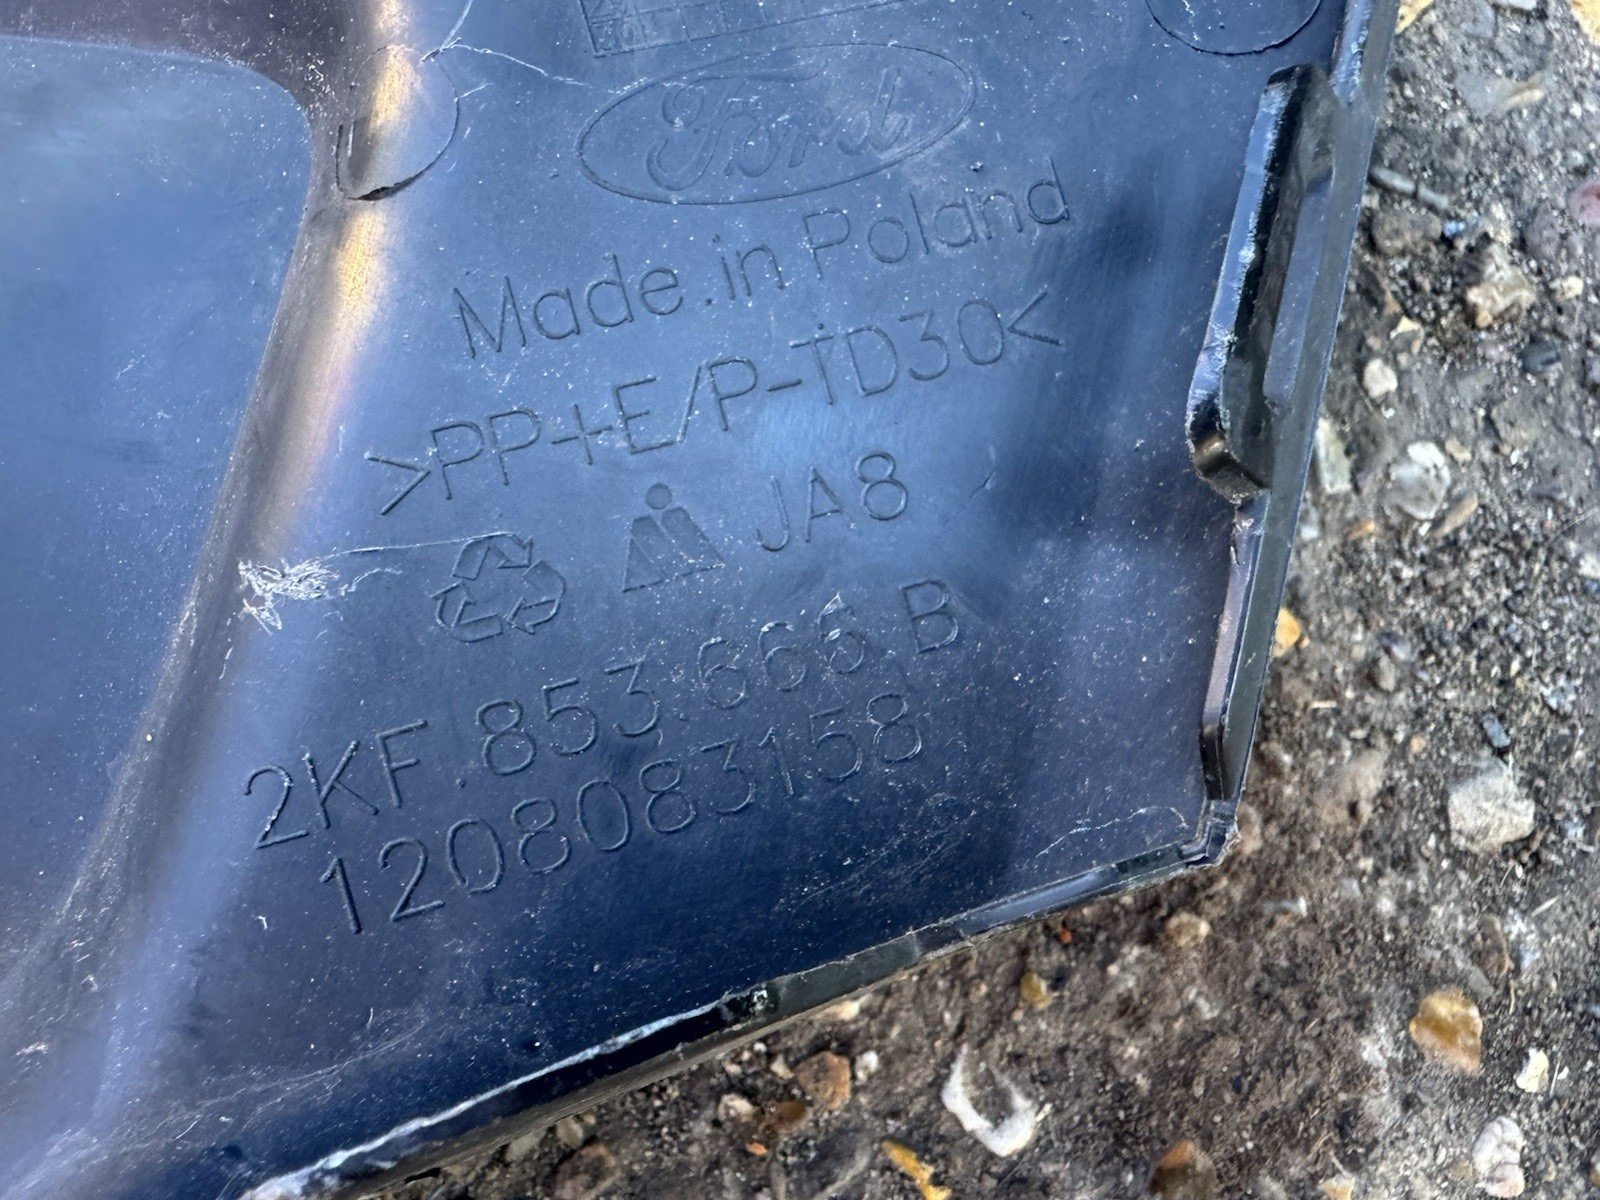 Ford
Made.in Poland
>PP+E/P-TD30<
JA8
2KF.853.666 B
1208083158